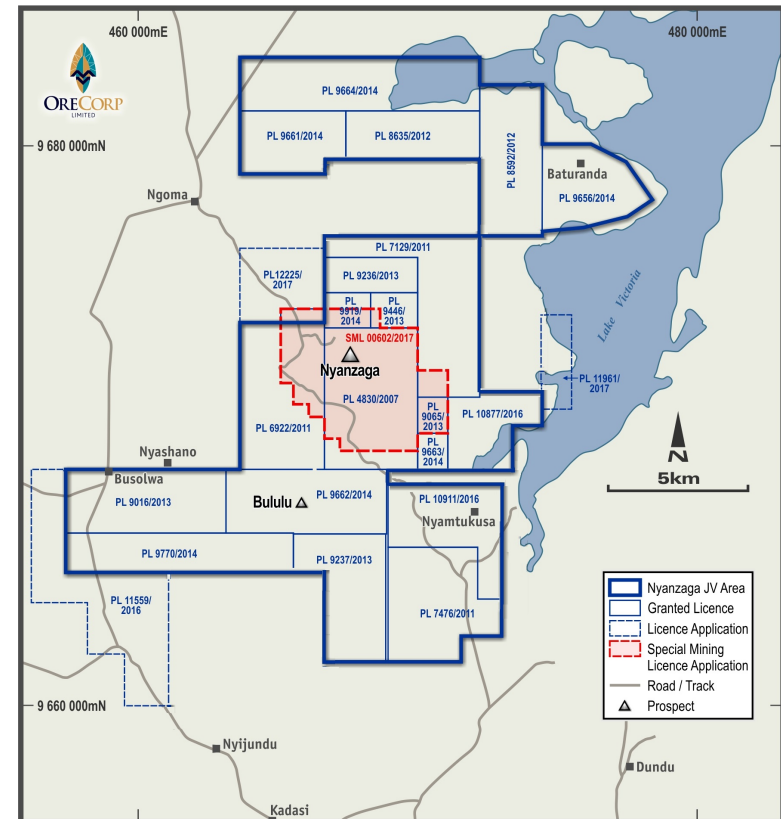 460 000mE
480 000mE
ORECORP
LIMITED
PL 9664/2014
PL 9661/2014
PL 8635/2012
PL 8592/2012
9 680 000mN
Baturanda
PL 9656/2014
Ngoma
PL 7129/2011
PL12225/
2017
PL 9236/2013
PL
9919/
2014
PL
9446/
2013
Lake Victoria
SML 00602/2017
Nyanzaga
PL 11961/
2017
PL 4830/2007
PL
9065/
2013
PL 10877/2016
PL 6922/2011
PL
9663/
2014
N
5km
Nyashano
Busolwa
PL 9016/2013
Bululu
PL 9662/2014
PL 10911/2016
Nyamtukusa
PL 9770/2014
PL 9237/2013
PL 11559/
2016
PL 7476/2011
Nyanzaga JV Area
Granted Licence
Licence Application
Special Mining
Licence Application
Road / Track
Prospect
9 660 000mN
Nyijundu
Dundu
Kadasi